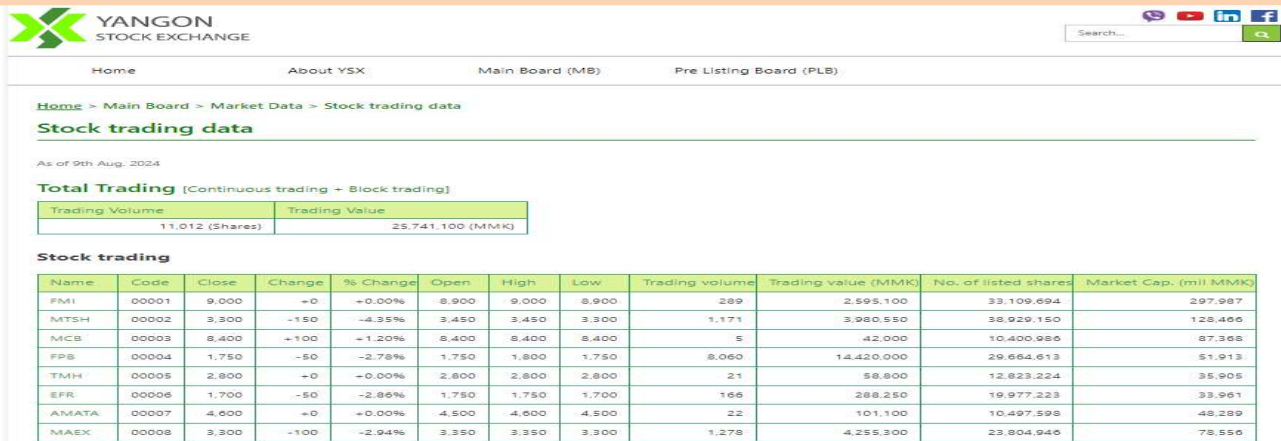 YANGON
STOCK EXCHANGE
Search...
Home About YSX Main Board (MB) Pre Listing Board (PLB)
Home > Main Board > Market Data > Stock trading data
Stock trading data
As of 9th Aug. 2024
Total Trading [Continuous trading + Block trading]
Trading Volume Trading Value
11,012 (Shares) 25,741,100 (MMK)
Stock trading
Name Code Close Change % Change Open High Low Trading volume Trading value (MMK) No. of listed shares Market Cap. (mil.MMK)
FMI 00001 9,000 +0 +0.00% 8,900 9,000 8,900 289 2,595,100 33,109,694 297,987
MTSH 00002 3,300 -150 -4.35% 3,450 3,450 3,300 1,171 3,980,550 38,929,150 128,466
MCB 00003 8,400 +100 +1.20% 8,400 8,400 8,400 5 42,000 10,400,986 87,368
FPB 00004 1,750 -50 -2.78% 1,750 1,800 1,750 8,060 14,420,000 29,664,613 51,913
TMH 00005 2,800 +0 +0.00% 2,800 2,800 2,800 21 58,800 12,823,224 35,905
EFR 00006 1,700 -50 -2.86% 1,750 1,750 1,700 166 288,250 19,977,223 33,961
AMATA 00007 4,600 +0 +0.00% 4,500 4,600 4,500 22 101,100 10,497,598 48,289
MAEX 00008 3,300 -100 -2.94% 3,350 3,350 3,300 1,278 4,255,300 23,804,946 78,556